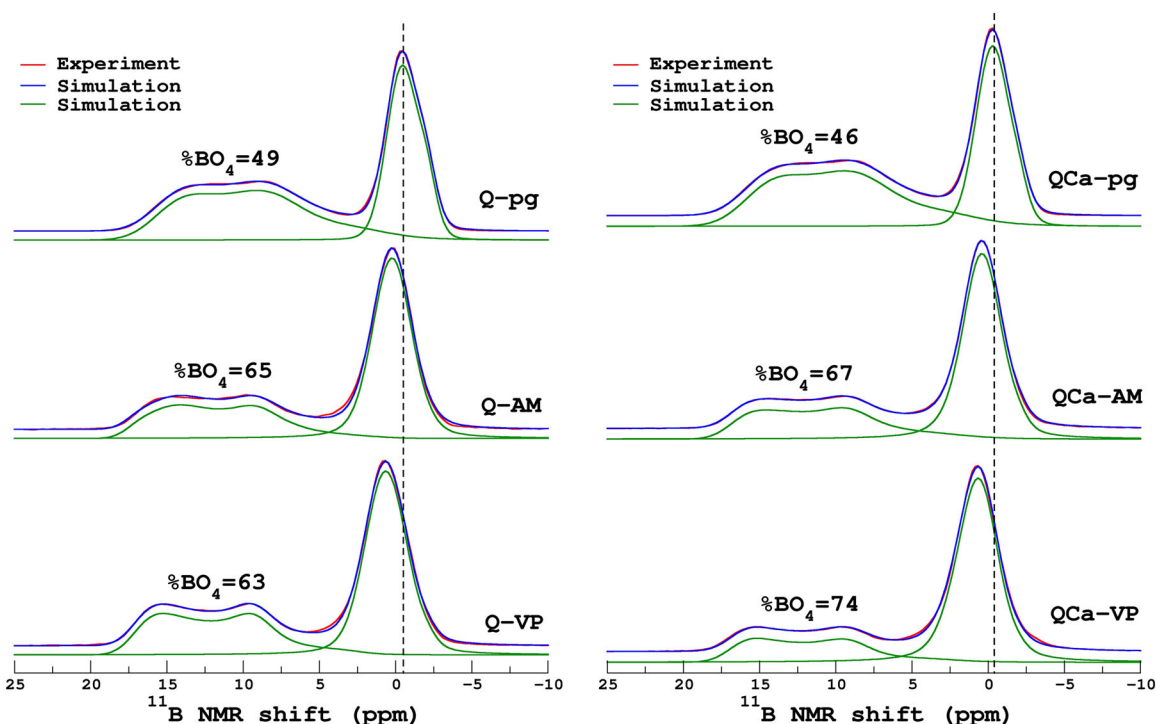 Experiment
Simulation
Simulation
%BO4=49
Q-pg
%BO4=65
Q-AM
%BO4=63
Q-VP
25 20 15 10 5 0 -5 -10
11B NMR shift (ppm)
Experiment
Simulation
Simulation
%BO4=46
QCa-pg
%BO4=67
QCa-AM
%BO4=74
QCa-VP
25 20 15 10 5 0 -5 -10
11B NMR shift (ppm)